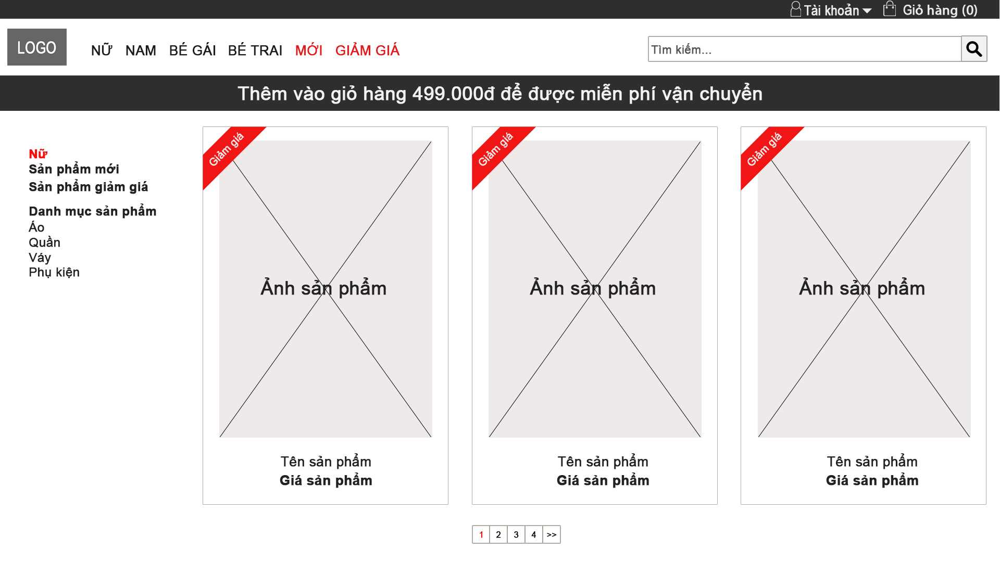 Tài khoản Giỏ hàng (0)
LOGO NỮ NAM BÉ GÁI BÉ TRAI MỚI GIẢM GIÁ Tìm kiếm...
Thêm vào giỏ hàng 499.000đ để được miễn phí vận chuyển
Nữ
Sản phẩm mới
Sản phẩm giảm giá
Danh mục sản phẩm
Áo
Quần
Váy
Phụ kiện
Giảm giá
Ảnh sản phẩm
Tên sản phẩm
Giá sản phẩm
Giảm giá
Ảnh sản phẩm
Tên sản phẩm
Giá sản phẩm
Giảm giá
Ảnh sản phẩm
Tên sản phẩm
Giá sản phẩm
1 2 3 4 >>